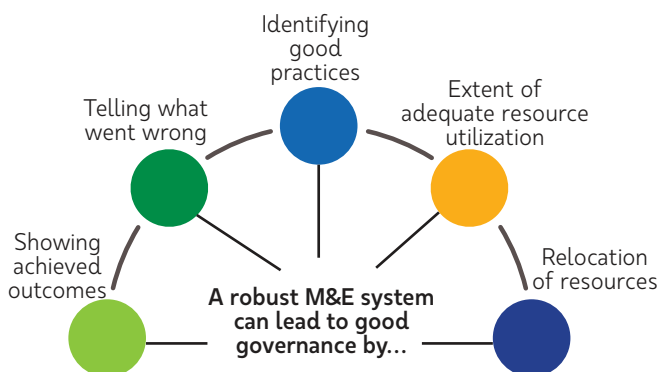 Identifying
good
practices
Telling what
went wrong
Extent of
adequate resource
utilization
Showing
achieved
outcomes
Relocation
of resources
A robust M&E system
can lead to good
governance by...